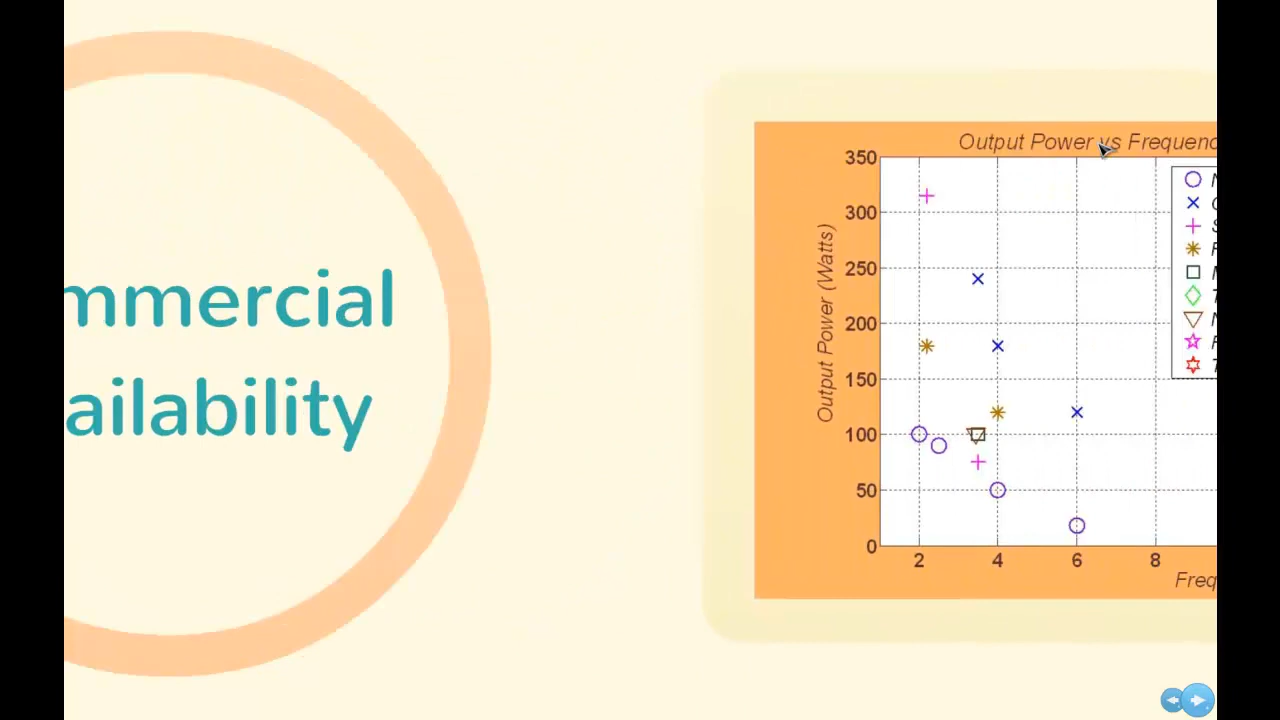 mmercial
ailability
Output Power vs Frequenc
350
300
250
200
150
100
50
0
Output Power (Watts)
2 4 6 8
Freq